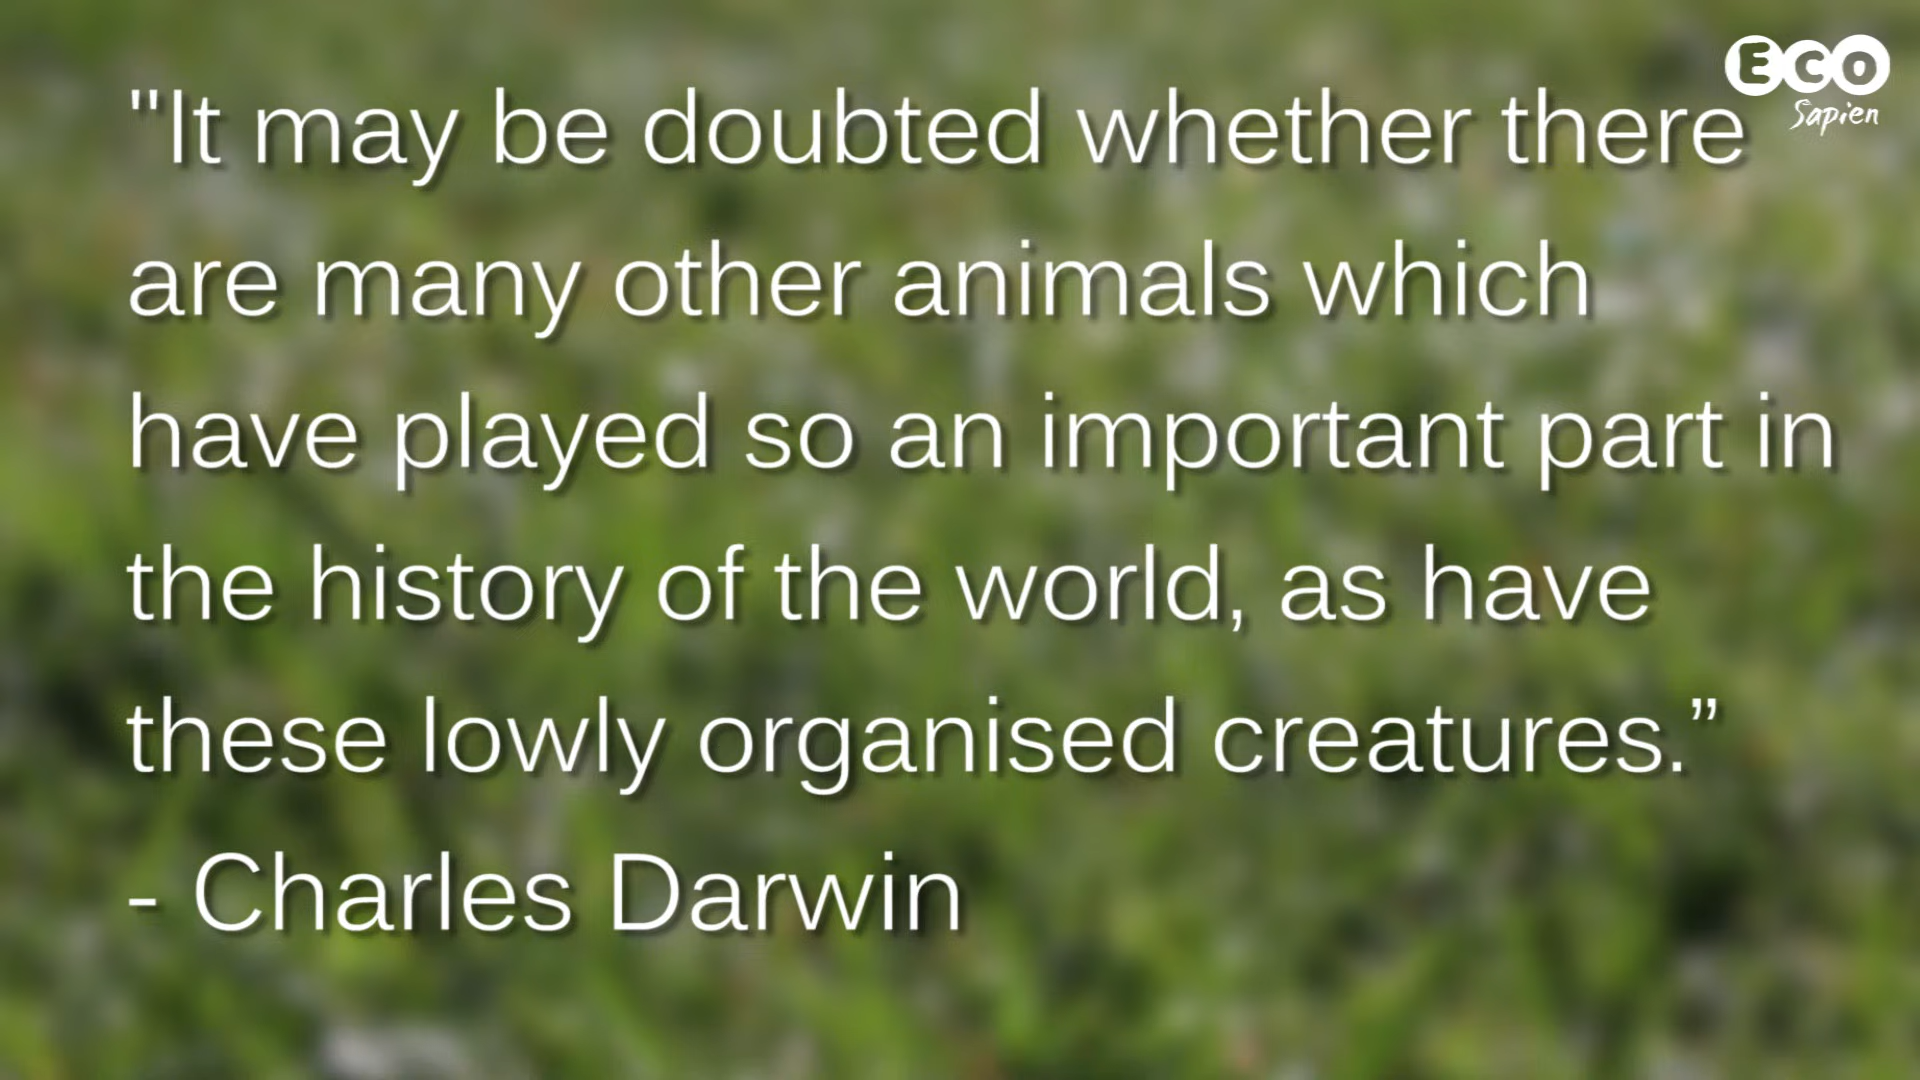 ECO
Sapien
"It may be doubted whether there
are many other animals which
have played so an important part in
the history of the world, as have
these lowly organised creatures.”
- Charles Darwin